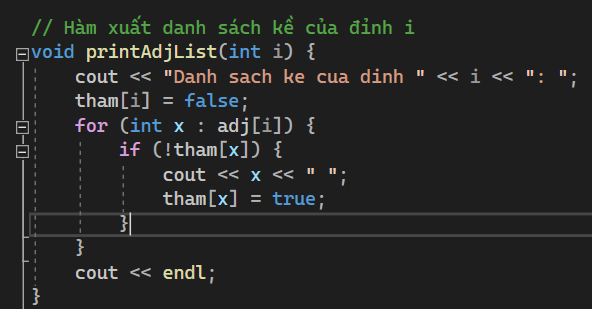 // Hàm xuất danh sách kề của đỉnh i
void printAdjList(int i) {
cout << "Danh sach ke cua dinh " << i << ": ";
tham[i] = false;
for (int x : adj[i]) {
if (!tham[x]) {
cout << x << " ";
tham[x] = true;
}
}
cout << endl;
}